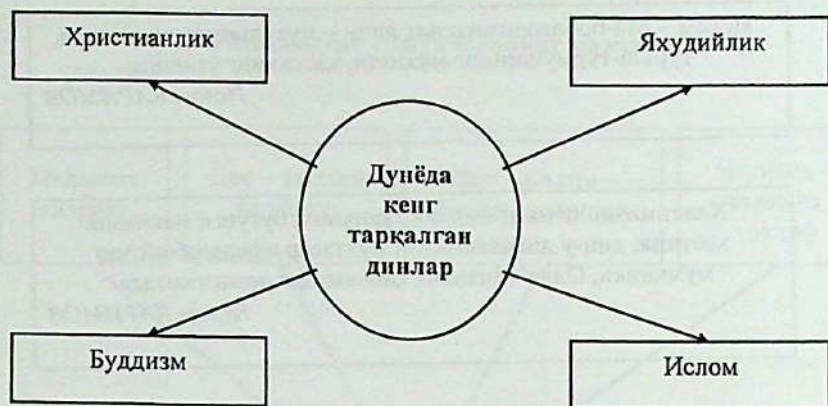 Христианлик
Яхудийлик
Дунёда
кенг
тарқалган
динлар
Буддизм
Ислом